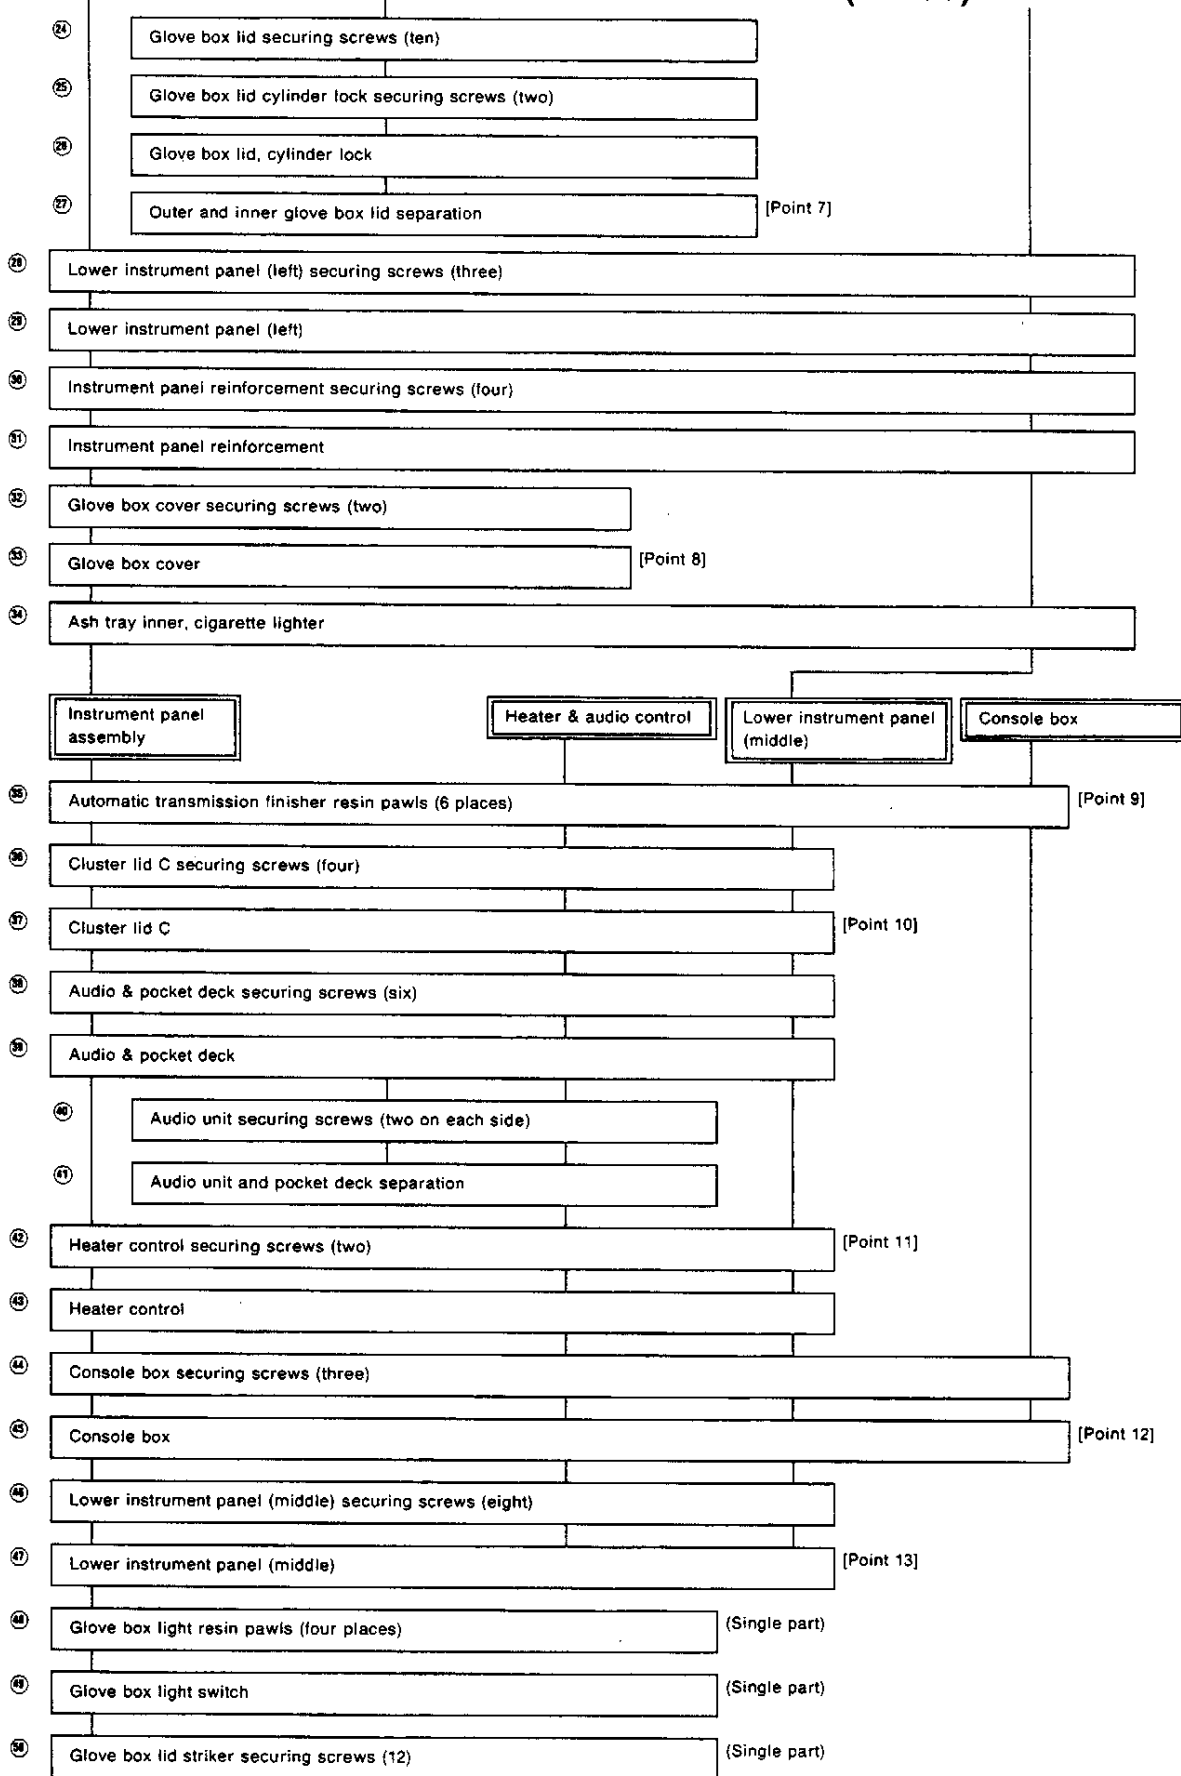 ㉔ Glove box lid securing screws (ten)
㉕ Glove box lid cylinder lock securing screws (two)
㉖ Glove box lid, cylinder lock
㉗ Outer and inner glove box lid separation [Point 7]
㉘ Lower instrument panel (left) securing screws (three)
㉙ Lower instrument panel (left)
㉚ Instrument panel reinforcement securing screws (four)
㉛ Instrument panel reinforcement
㉜ Glove box cover securing screws (two)
㉝ Glove box cover [Point 8]
㉞ Ash tray inner, cigarette lighter
Instrument panel assembly
Heater & audio control
Lower instrument panel (middle)
Console box
㉟ Automatic transmission finisher resin pawls (6 places) [Point 9]
㊱ Cluster lid C securing screws (four)
㊲ Cluster lid C [Point 10]
㊳ Audio & pocket deck securing screws (six)
㊴ Audio & pocket deck
㊵ Audio unit securing screws (two on each side)
㊶ Audio unit and pocket deck separation
㊷ Heater control securing screws (two) [Point 11]
㊸ Heater control
㊹ Console box securing screws (three)
㊺ Console box [Point 12]
㊻ Lower instrument panel (middle) securing screws (eight)
㊼ Lower instrument panel (middle) [Point 13]
㊽ Glove box light resin pawls (four places) (Single part)
㊾ Glove box light switch (Single part)
㊿ Glove box lid striker securing screws (12) (Single part)